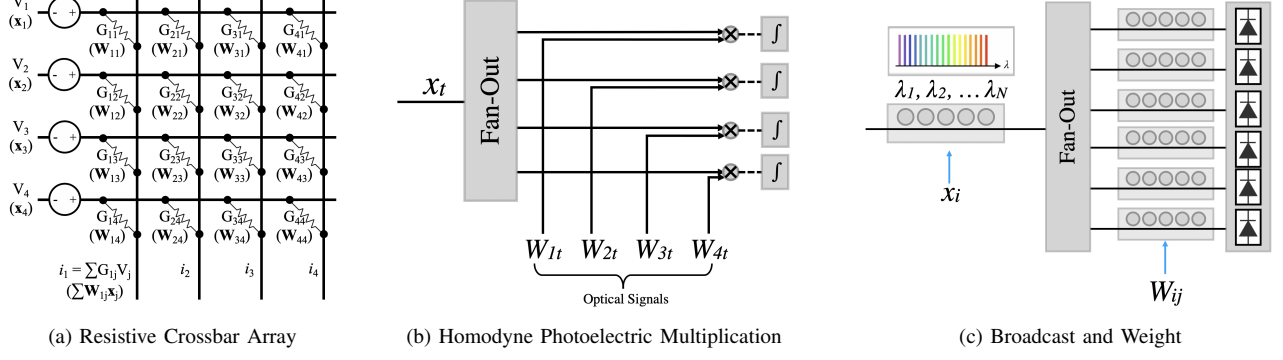 V1
(x1)
- +
G11 G21 G31 G41
(W11) (W21) (W31) (W41)
V2
(x2)
- +
G12 G22 G32 G42
(W12) (W22) (W32) (W42)
V3
(x3)
- +
G13 G23 G33 G43
(W13) (W23) (W33) (W43)
V4
(x4)
- +
G14 G24 G34 G44
(W14) (W24) (W34) (W44)
i1 = ∑G1jVj i2 i3 i4
(∑W1jxj)
(a) Resistive Crossbar Array
xt
Fan-Out
∫
∫
∫
∫
W1t W2t W3t W4t
Optical Signals
(b) Homodyne Photoelectric Multiplication
λ
λ1, λ2, … λN
xi
Fan-Out
Wij
(c) Broadcast and Weight